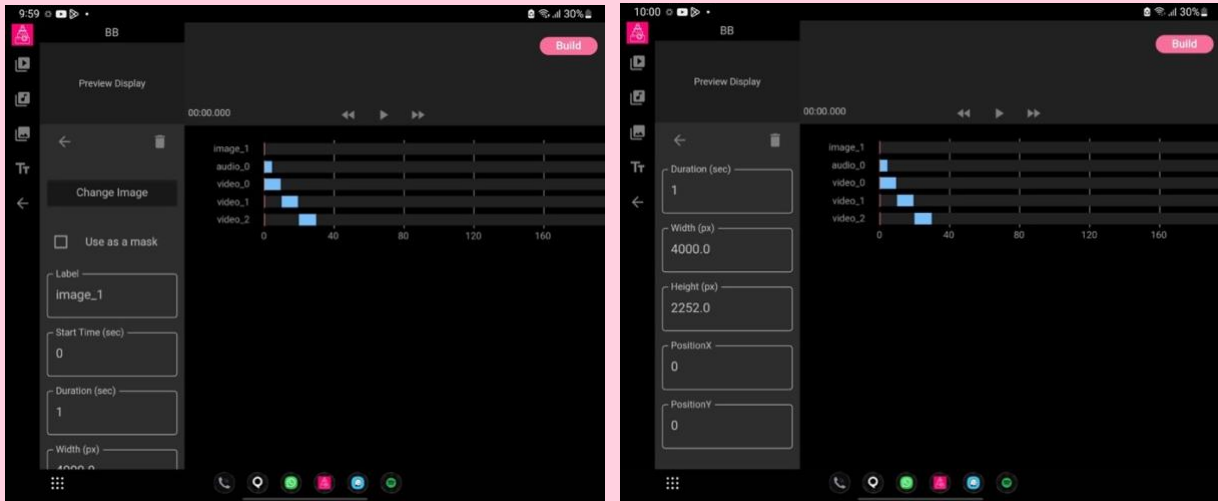 9:59
30%
BB
Build
Preview Display
00:00.000
Change Image
Use as a mask
Label
image_1
Start Time (sec)
0
Duration (sec)
1
Width (px)
4000.0
image_1
audio_0
video_0
video_1
video_2
0 40 80 120 160
10:00
30%
BB
Build
Preview Display
00:00.000
Duration (sec)
1
Width (px)
4000.0
Height (px)
2252.0
PositionX
0
PositionY
0
image_1
audio_0
video_0
video_1
video_2
0 40 80 120 160